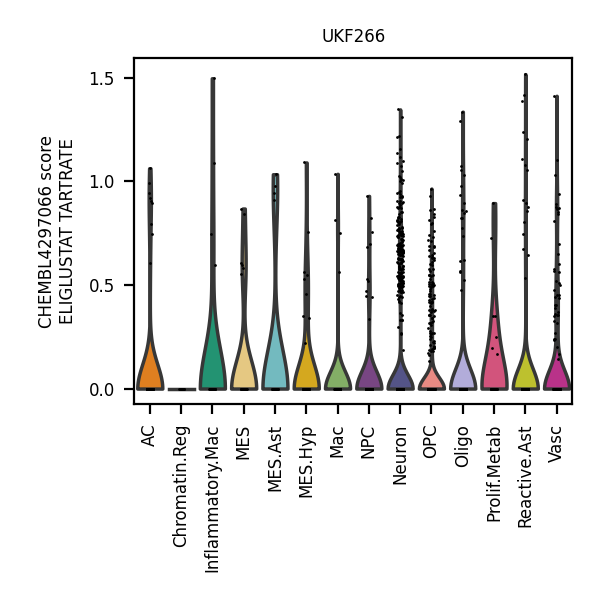 UKF266
CHEMBL4297066 score
ELIGLUSTAT TARTRATE
1.5
1.0
0.5
0.0
AC
Chromatin.Reg
Inflammatory.Mac
MES
MES.Ast
MES.Hyp
Mac
NPC
Neuron
OPC
Oligo
Prolif.Metab
Reactive.Ast
Vasc